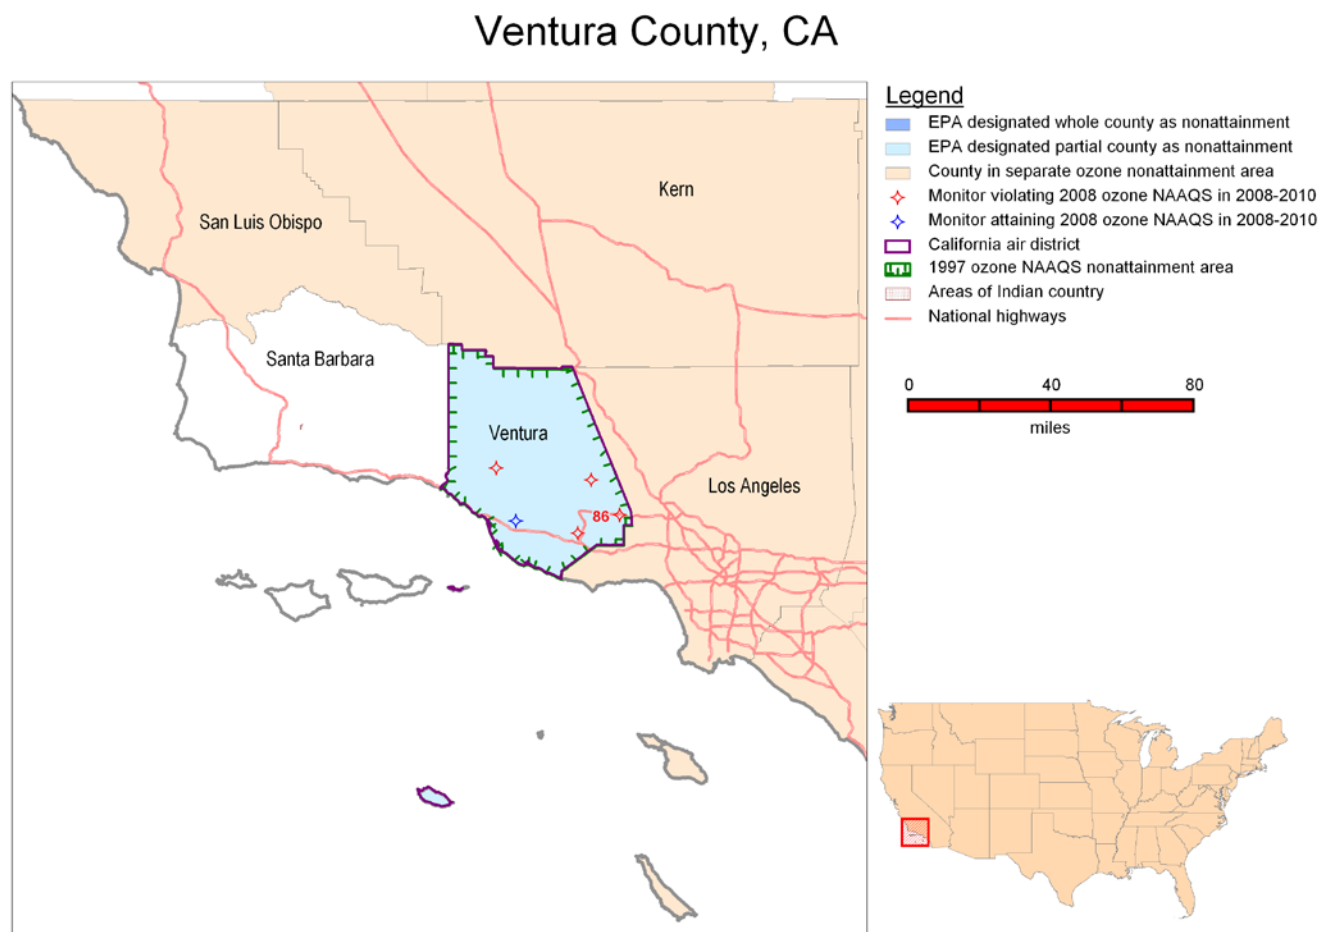 Ventura County, CA
Legend
EPA designated whole county as nonattainment
EPA designated partial county as nonattainment
County in separate ozone nonattainment area
Monitor violating 2008 ozone NAAQS in 2008-2010
Monitor attaining 2008 ozone NAAQS in 2008-2010
California air district
1997 ozone NAAQS nonattainment area
Areas of Indian country
National highways
0 40 80
miles
Kern
San Luis Obispo
Santa Barbara
Ventura
Los Angeles
86